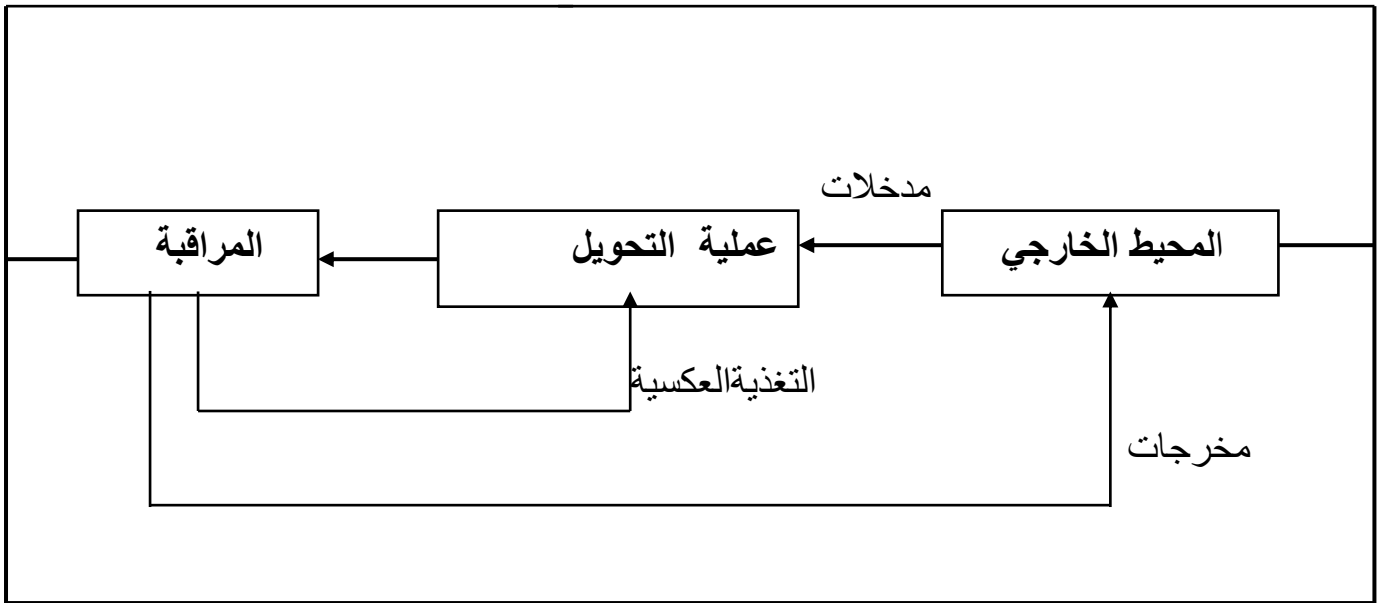 مدخلات
المحيط الخارجي
عملية التحويل
المراقبة
التغذيةالعكسية
مخرجات